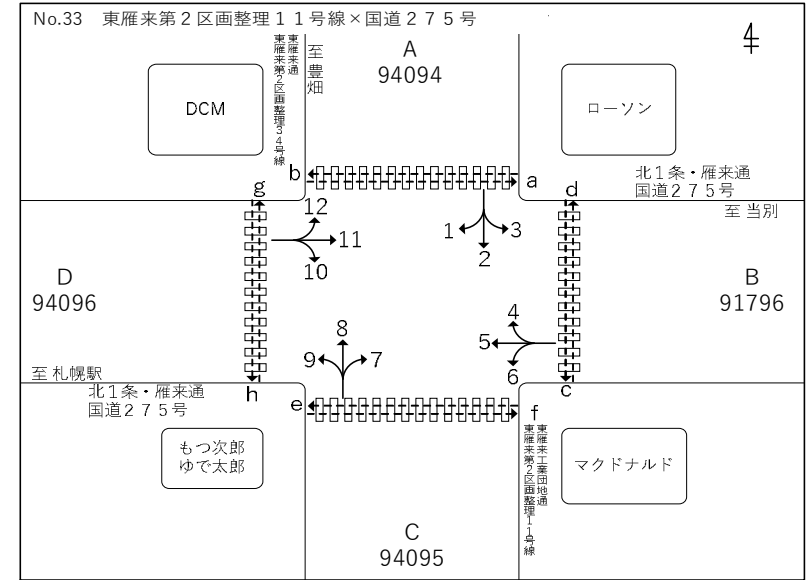 No.33 東雁来第２区画整理１１号線×国道２７５号
東雁来通
東雁来第2区画整理34号線
至 豊畑
A
94094
DCM
ローソン
北１条・雁来通
国道２７５号
至 当別
b
a
g
d
12
11
10
1
2
3
D
94096
B
91796
4
5
6
8
9
7
至 札幌駅
北１条・雁来通
国道２７５号
h
e
c
f
東雁来工業団地通
東雁来第2区画整理11号線
もつ次郎
ゆで太郎
マクドナルド
C
94095